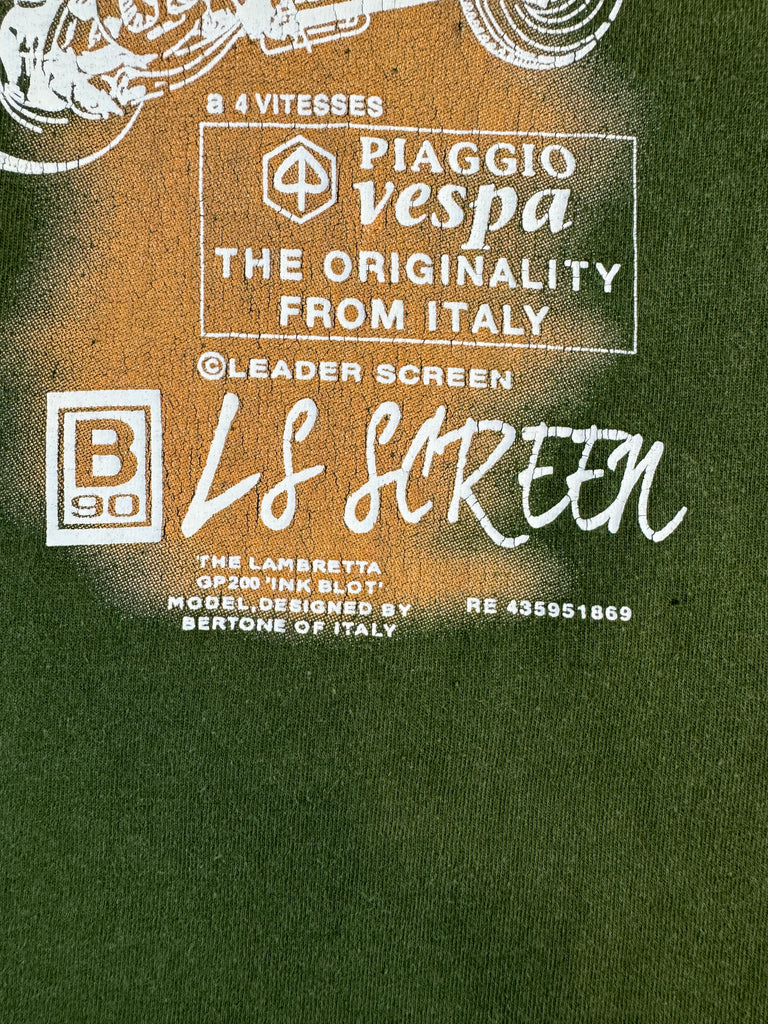 a 4 VITESSES
PIAGGIO
vespa
THE ORIGINALITY
FROM ITALY
©LEADER SCREEN
B
90
LS SCREEN
THE LAMBRETTA
GP200 'INK BLOT'
MODEL,DESIGNED BY
BERTONE OF ITALY
RE 435951869